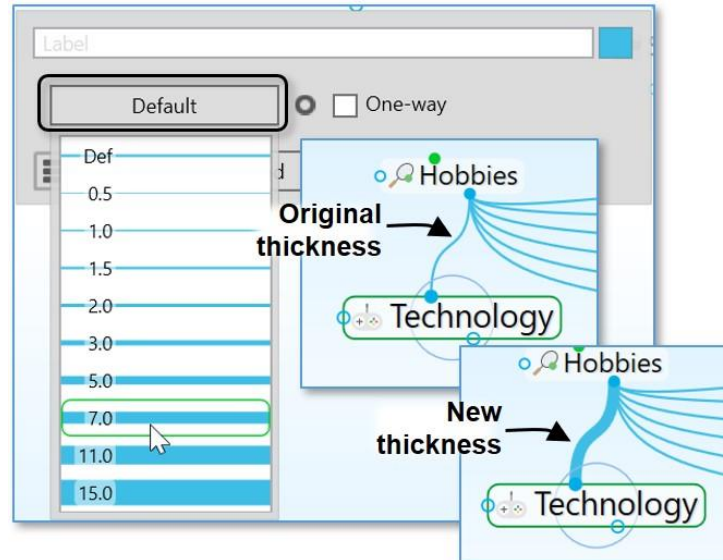 Label
Default
One-way
Def
0.5
1.0
1.5
2.0
3.0
5.0
7.0
11.0
15.0
Hobbies
Original
thickness
Technology
Hobbies
New
thickness
Technology